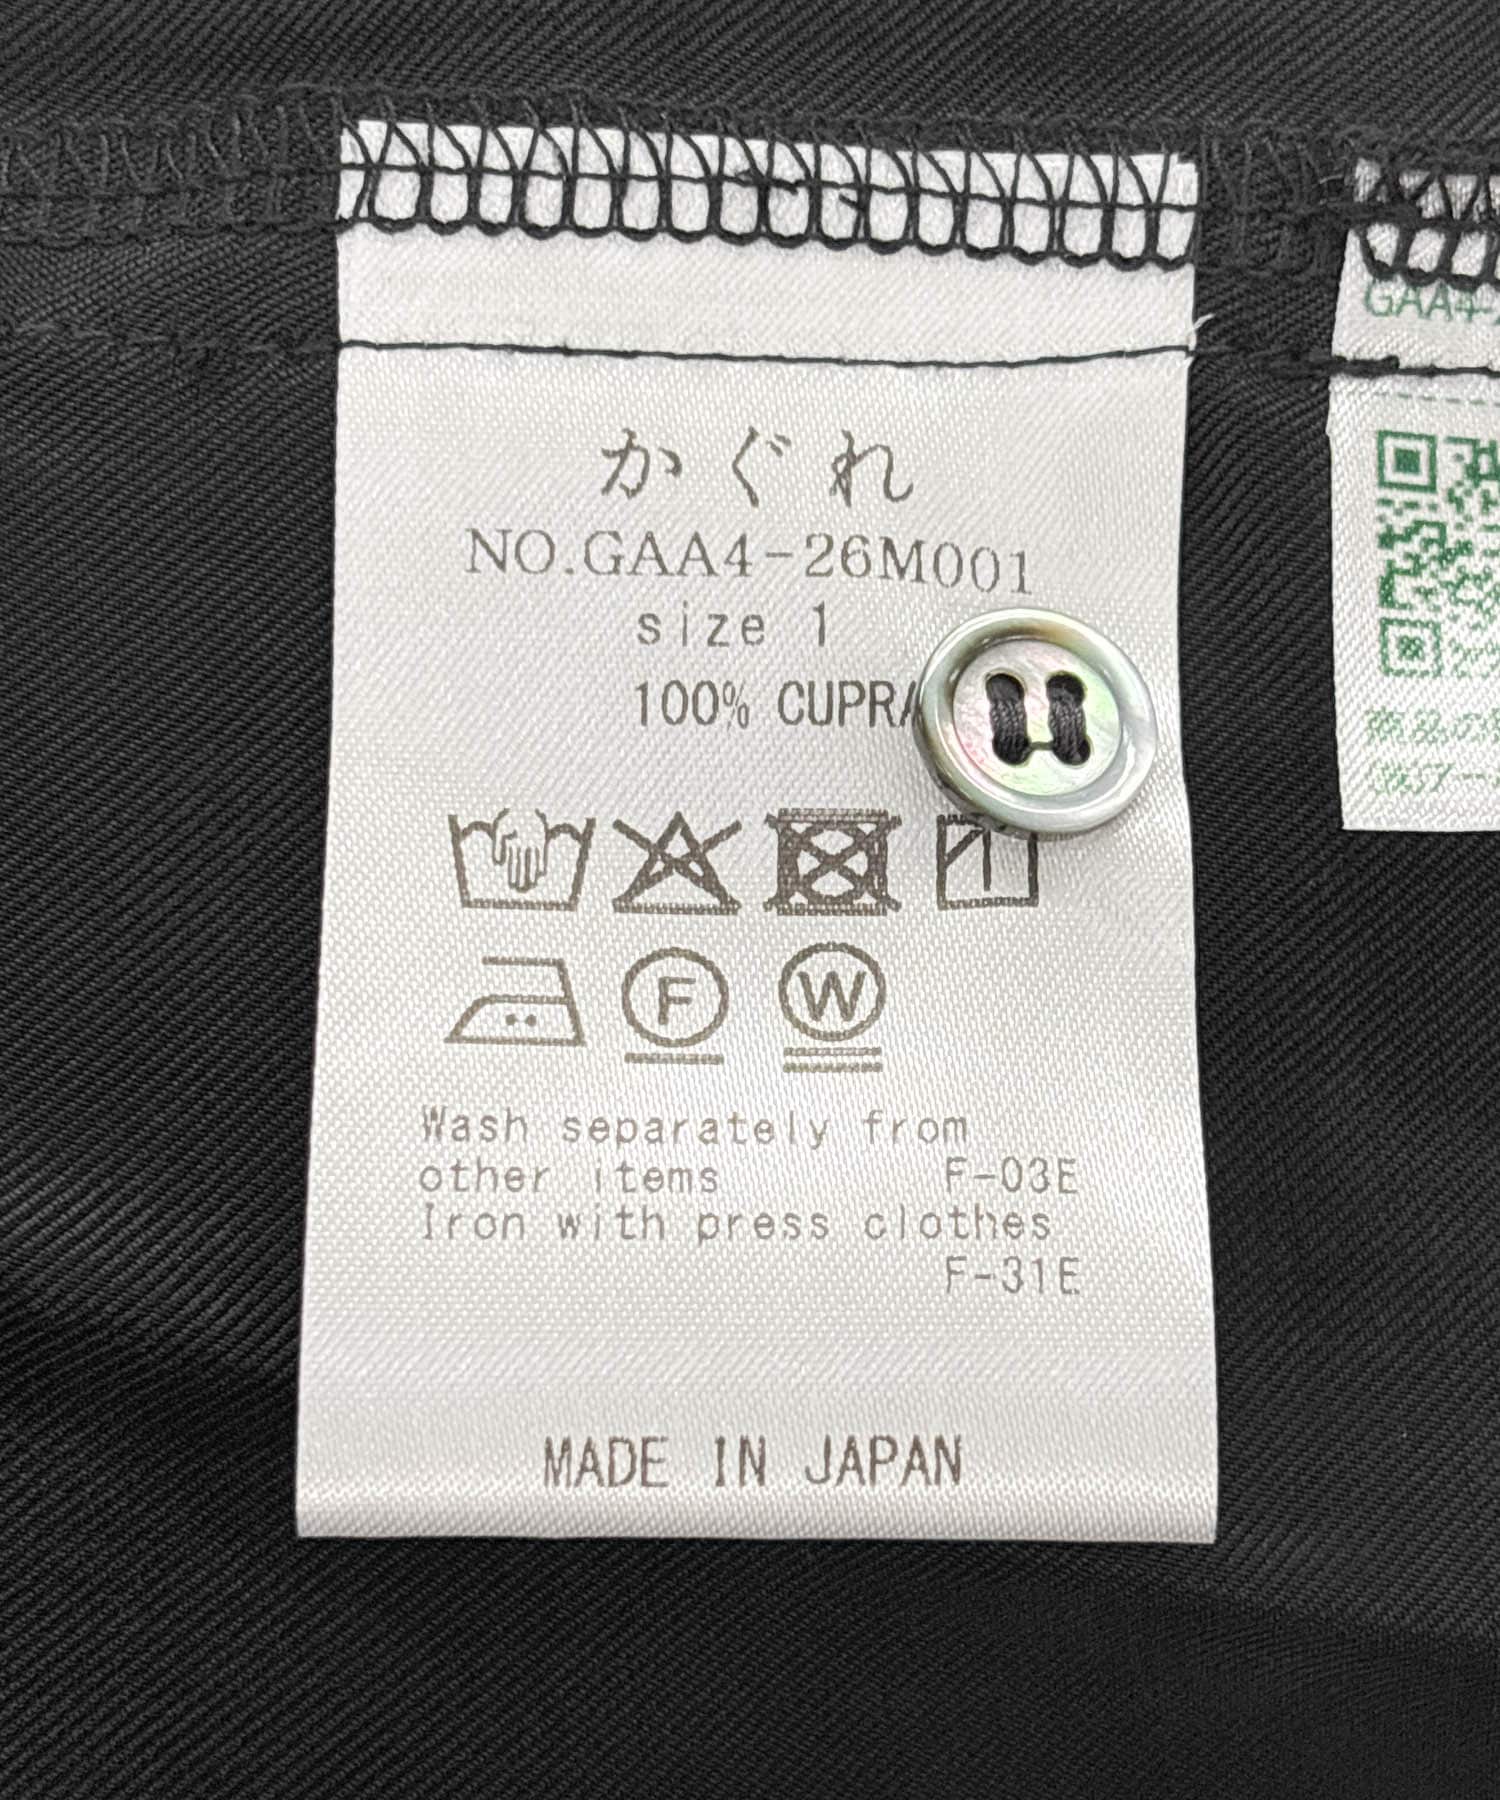 かぐれ
NO.GAA4-26M001
size 1
100% CUPRA
F
W
Wash separately from
other items F-03E
Iron with press clothes
F-31E
MADE IN JAPAN
GAA4-